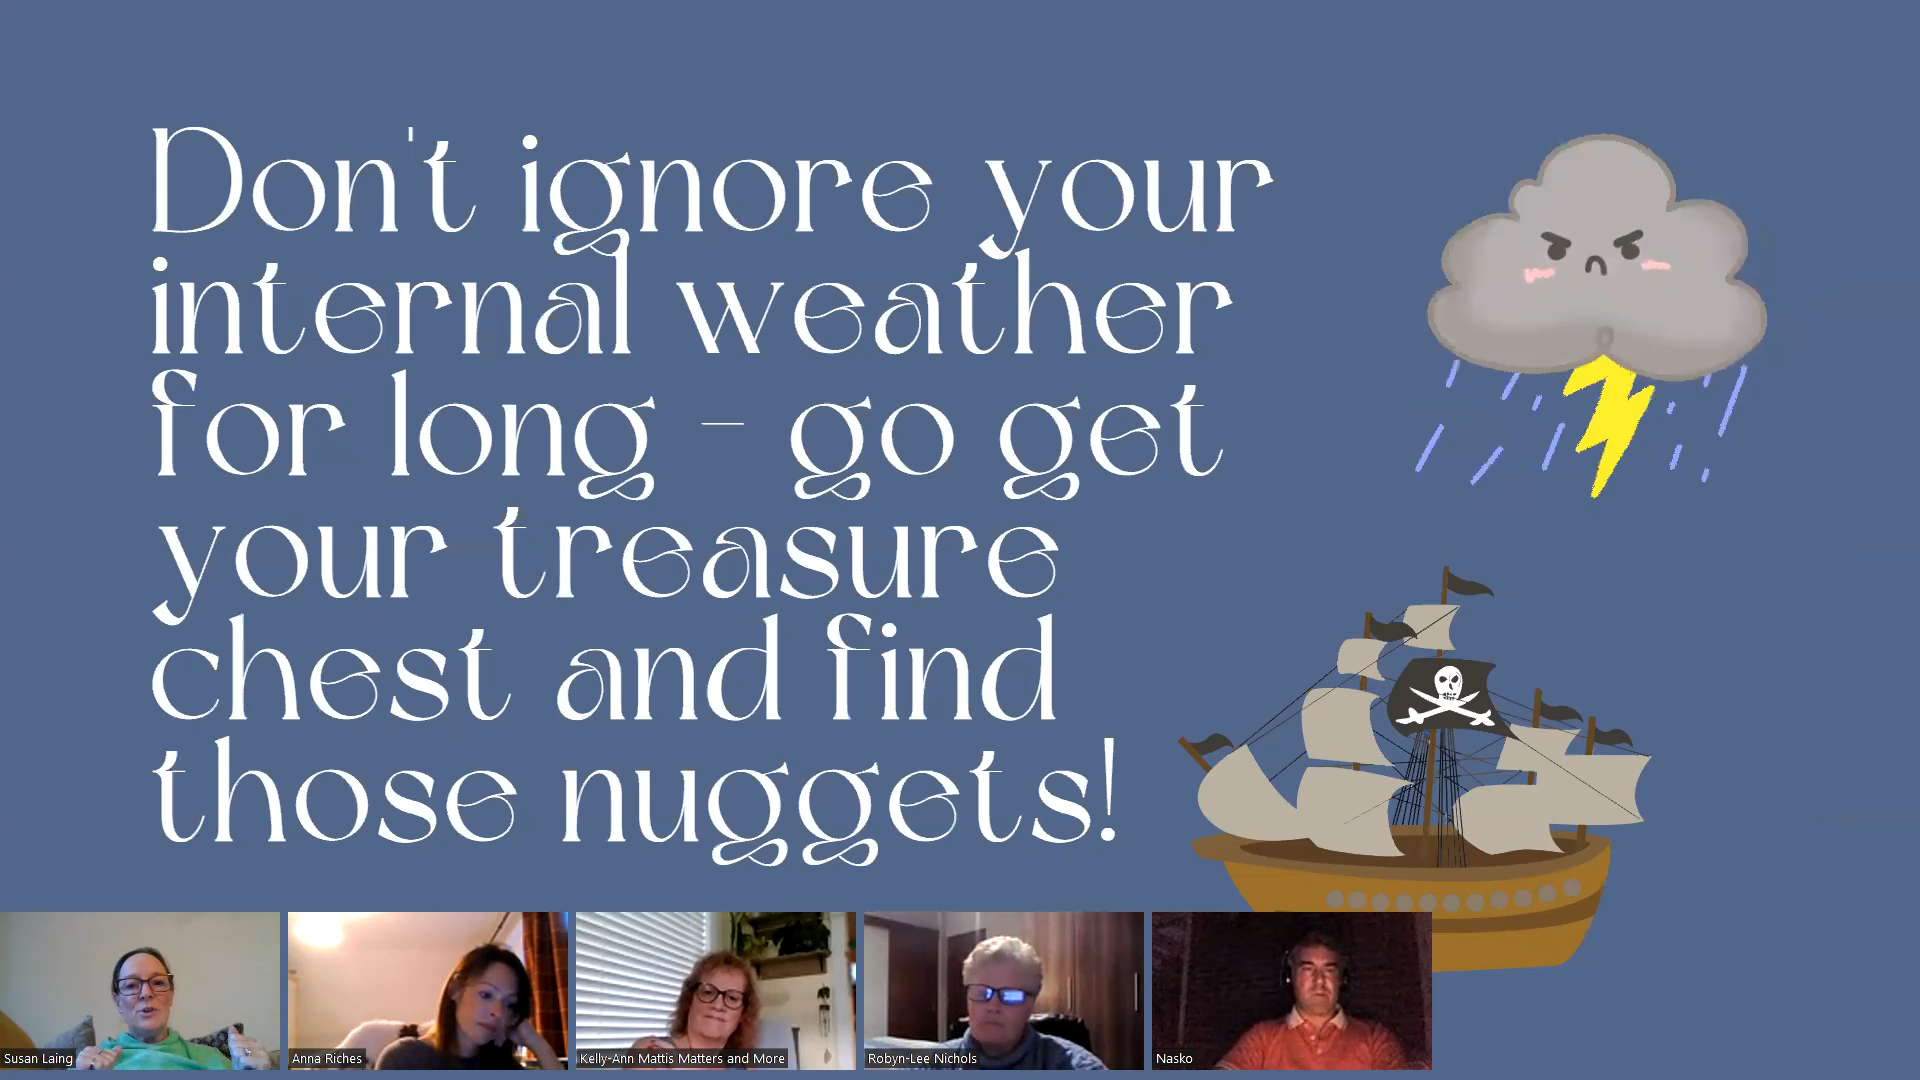 Don't ignore your
internal weather
for long - go get
your treasure
chest and find
those nuggets!
Susan Laing
Anna Riches
Kelly-Ann Mattis Matters and More
Robyn-Lee Nichols
Nasko